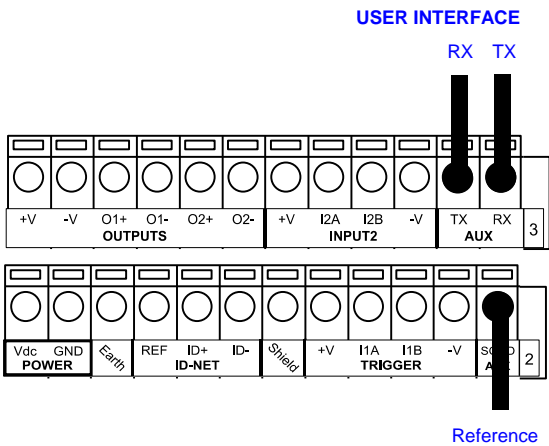 USER INTERFACE
RX TX
+V -V O1+ O1- O2+ O2- +V I2A I2B -V TX RX
OUTPUTS INPUT2 AUX 3
Vdc GND Earth REF ID+ ID- Shield +V I1A I1B -V
POWER ID-NET TRIGGER 2
Reference